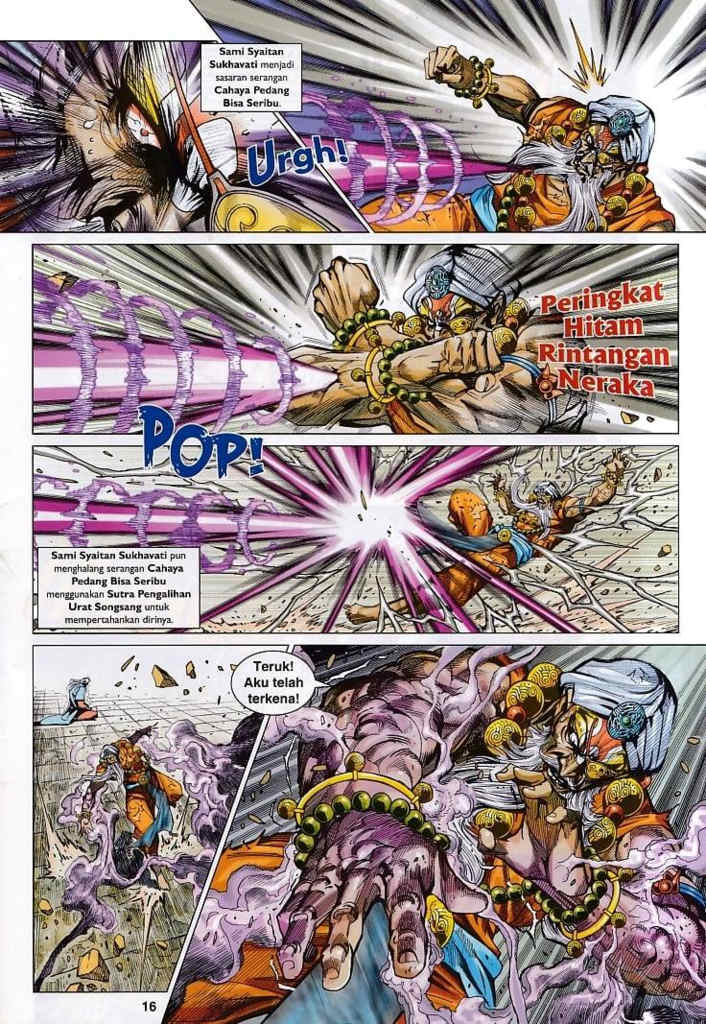 Sami Syaitan
Sukhavati menjadi
sasaran serangan
Cahaya Pedang
Bisa Seribu.
Urgh!
Peringkat
Hitam
Rintangan
Neraka
POP!
Sami Syaitan Sukhavati pun
menghalang serangan Cahaya
Pedang Bisa Seribu
menggunakan Sutra Pengalihan
Urat Songsang untuk
mempertahankan dirinya.
Teruk!
Aku telah
terkena!
16